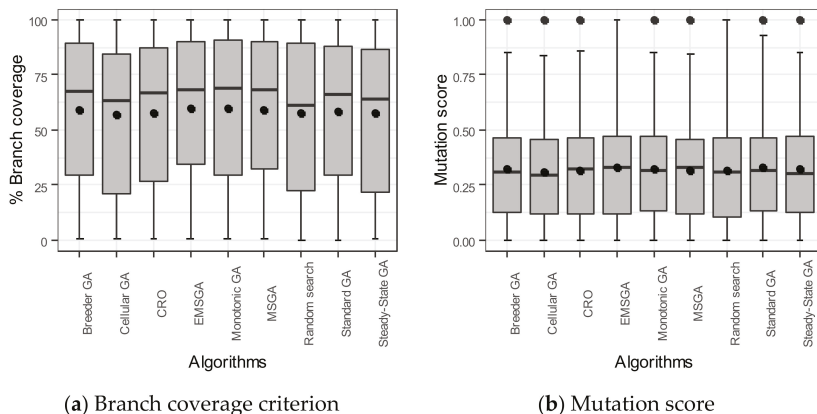 100
75
50
25
0
% Branch coverage
Breeder GA
Cellular GA
CRO
EMSGA
Monotonic GA
MSGA
Random search
Standard GA
Steady-State GA
Algorithms
(a) Branch coverage criterion
1.00
0.75
0.50
0.25
0.00
Mutation score
Breeder GA
Cellular GA
CRO
EMSGA
Monotonic GA
MSGA
Random search
Standard GA
Steady-State GA
Algorithms
(b) Mutation score